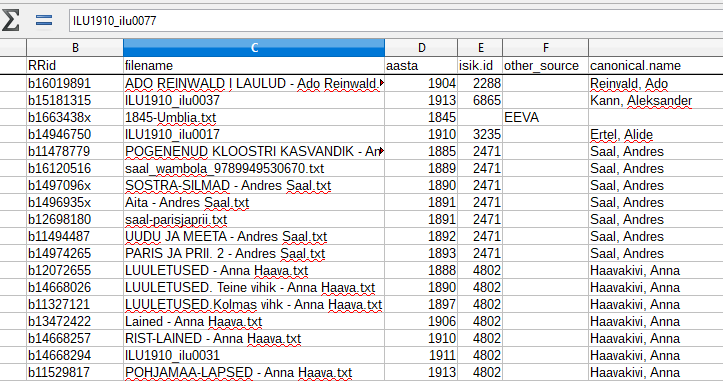 Σ = ILU1910_ilu0077
B C D E F G
RRid filename aasta isik.id other_source canonical.name
b16019891 ADO REINWALD I LAULUD - Ado Reinwald. 1904 2288 Reinvald, Ado
b15181315 ILU1910_ilu0037 1913 6865 Kann, Aleksander
b1663438x 1845-Umblia.txt 1845 EEVA
b14946750 ILU1910_ilu0017 1910 3235 Ertel, Alide
b11478779 POGENENUD KLOOSTRI KASVANDIK - An 1885 2471 Saal, Andres
b16120516 saal_wambola_9789949530670.txt 1889 2471 Saal, Andres
b1497096x SOSTRA-SILMAD - Andres Saal.txt 1890 2471 Saal, Andres
b1496935x Aita - Andres Saal.txt 1891 2471 Saal, Andres
b12698180 saal-parisjaprii.txt 1891 2471 Saal, Andres
b11494487 UUDU JA MEETA - Andres Saal.txt 1892 2471 Saal, Andres
b14974265 PARIS JA PRII. 2 - Andres Saal.txt 1893 2471 Saal, Andres
b12072655 LUULETUSED - Anna Haava.txt 1888 4802 Haavakivi, Anna
b14668026 LUULETUSED. Teine vihik - Anna Haava.txt 1890 4802 Haavakivi, Anna
b11327121 LUULETUSED.Kolmas vihk - Anna Haava.txt 1897 4802 Haavakivi, Anna
b13472422 Lained - Anna Haava.txt 1906 4802 Haavakivi, Anna
b14668257 RIST-LAINED - Anna Haava.txt 1910 4802 Haavakivi, Anna
b14668294 ILU1910_ilu0031 1911 4802 Haavakivi, Anna
b11529817 POHJAMAA-LAPSED - Anna Haava.txt 1913 4802 Haavakivi, Anna